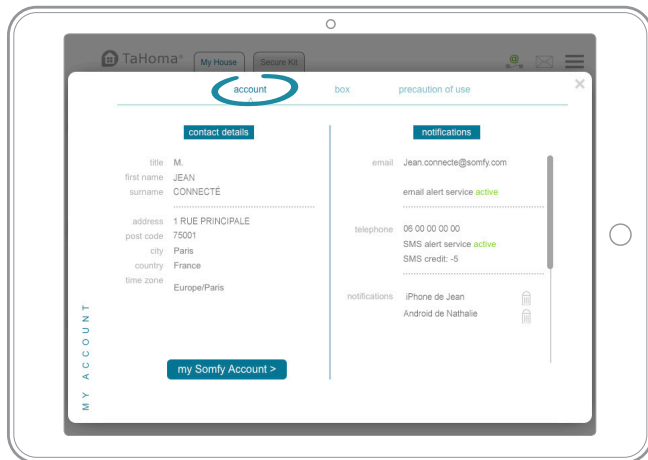 TaHoma®
My House
Secure Kit
@
account
box
precaution of use
×
contact details
title M.
first name JEAN
surname CONNECTÉ
address 1 RUE PRINCIPALE
post code 75001
city Paris
country France
time zone
Europe/Paris
my Somfy Account >
notifications
email Jean.connecte@somfy.com
email alert service active
telephone 06 00 00 00 00
SMS alert service active
SMS credit: -5
notifications iPhone de Jean
Android de Nathalie
MY ACCOUNT